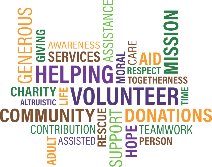 GENEROUS
GIVING
AWARENESS
ASSISTANCE
SERVICES
MORAL
CARE
AID
MISSION
HELPING
RESPECT
TOGETHERNESS
CHARITY
LIFE
VOLUNTEER
TIME
ALTRUISTIC
COMMUNITY
RESCUE
SUPPORT
DONATIONS
CONTRIBUTION
HOPE
TEAMWORK
ADULT
ASSISTED
PERSON